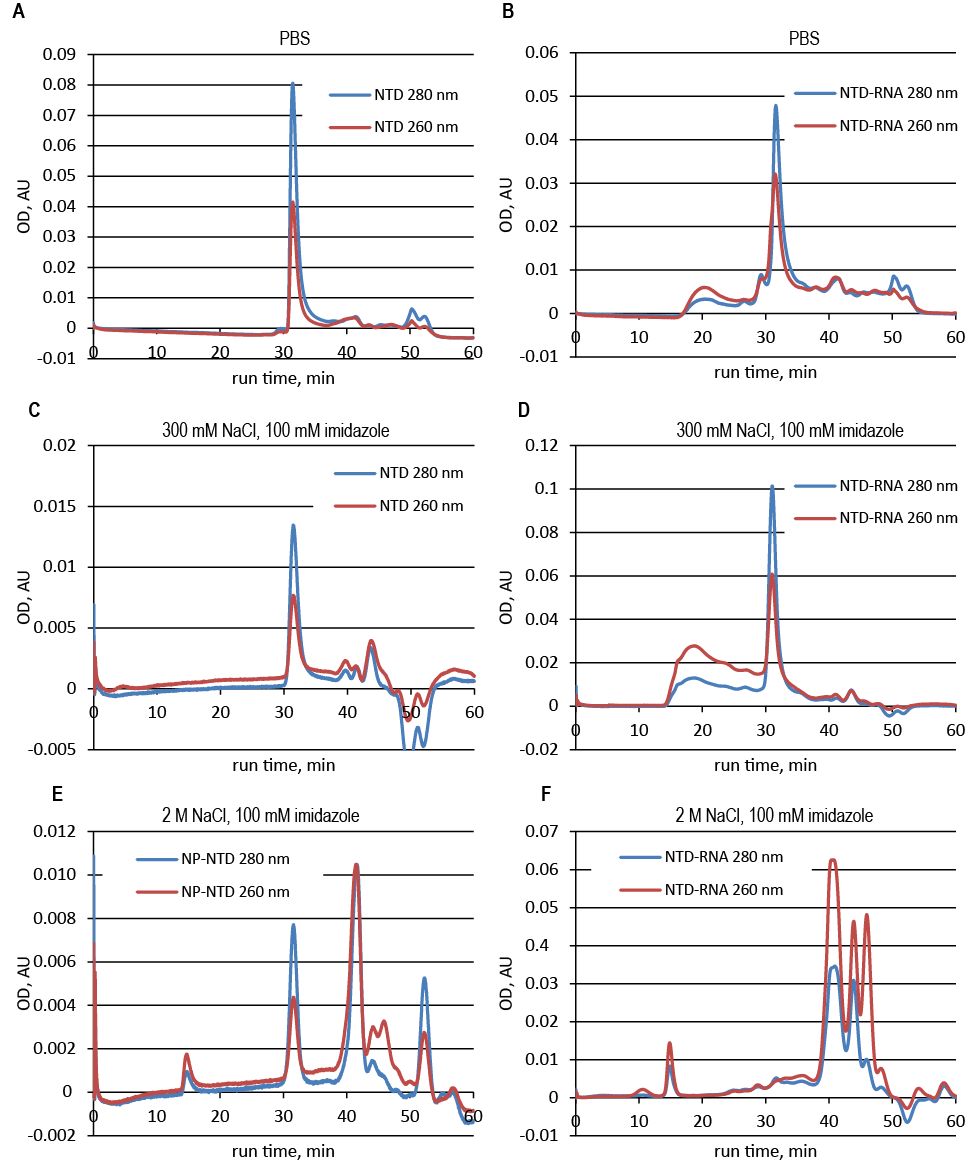 A
PBS
0.09
0.08
0.07
0.06
0.05
0.04
0.03
0.02
0.01
0
-0.01
OD, AU
NTD 280 nm
NTD 260 nm
0 10 20 30 40 50 60
run time, min
B
PBS
0.06
0.05
0.04
0.03
0.02
0.01
0
-0.01
OD, AU
NTD-RNA 280 nm
NTD-RNA 260 nm
0 10 20 30 40 50 60
run time, min
C
300 mM NaCl, 100 mM imidazole
0.02
0.015
0.01
0.005
0
-0.005
OD, AU
NTD 280 nm
NTD 260 nm
0 10 20 30 40 50 60
run time, min
D
300 mM NaCl, 100 mM imidazole
0.12
0.1
0.08
0.06
0.04
0.02
0
-0.02
OD, AU
NTD-RNA 280 nm
NTD-RNA 260 nm
0 10 20 30 40 50 60
run time, min
E
2 M NaCl, 100 mM imidazole
0.012
0.010
0.008
0.006
0.004
0.002
0
-0.002
OD, AU
NP-NTD 280 nm
NP-NTD 260 nm
0 10 20 30 40 50 60
run time, min
F
2 M NaCl, 100 mM imidazole
0.07
0.06
0.05
0.4
0.03
0.02
0.01
0
-0.01
OD, AU
NTD-RNA 280 nm
NTD-RNA 260 nm
0 10 20 30 40 50 60
run time, min